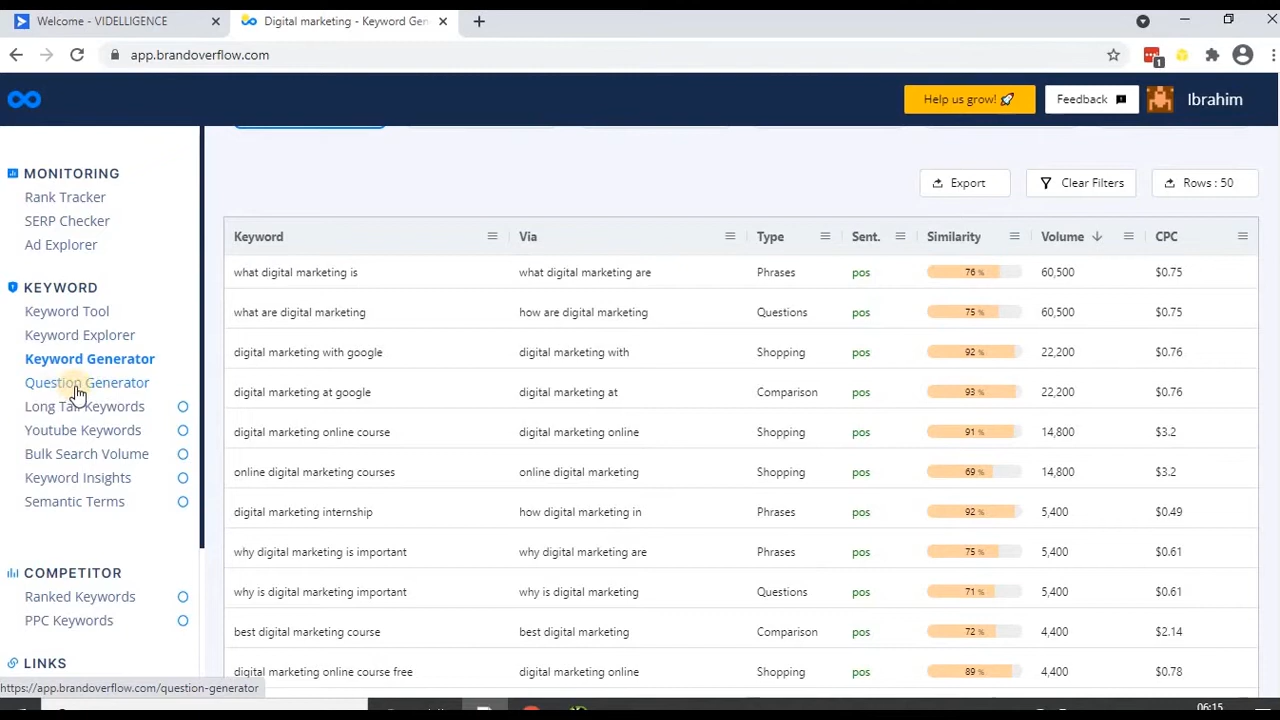 Welcome - VIDELLIGENCE
Digital marketing - Keyword Gen
app.brandoverflow.com
1
Help us grow!
Feedback
Ibrahim
MONITORING
Rank Tracker
SERP Checker
Ad Explorer
KEYWORD
Keyword Tool
Keyword Explorer
Keyword Generator
Question Generator
Long Tail Keywords
Youtube Keywords
Bulk Search Volume
Keyword Insights
Semantic Terms
COMPETITOR
Ranked Keywords
PPC Keywords
LINKS
https://app.brandoverflow.com/question-generator
Export
Clear Filters
Rows : 50
Keyword Via Type Sent. Similarity Volume CPC
what digital marketing is what digital marketing are Phrases pos 76 % 60,500 $0.75
what are digital marketing how are digital marketing Questions pos 75 % 60,500 $0.75
digital marketing with google digital marketing with Shopping pos 92 % 22,200 $0.76
digital marketing at google digital marketing at Comparison pos 93 % 22,200 $0.76
digital marketing online course digital marketing online Shopping pos 91 % 14,800 $3.2
online digital marketing courses online digital marketing Shopping pos 69 % 14,800 $3.2
digital marketing internship how digital marketing in Phrases pos 92 % 5,400 $0.49
why digital marketing is important why digital marketing are Phrases pos 75 % 5,400 $0.61
why is digital marketing important why is digital marketing Questions pos 71 % 5,400 $0.61
best digital marketing course best digital marketing Comparison pos 72 % 4,400 $2.14
digital marketing online course free digital marketing online Shopping pos 89 % 4,400 $0.78
06:15